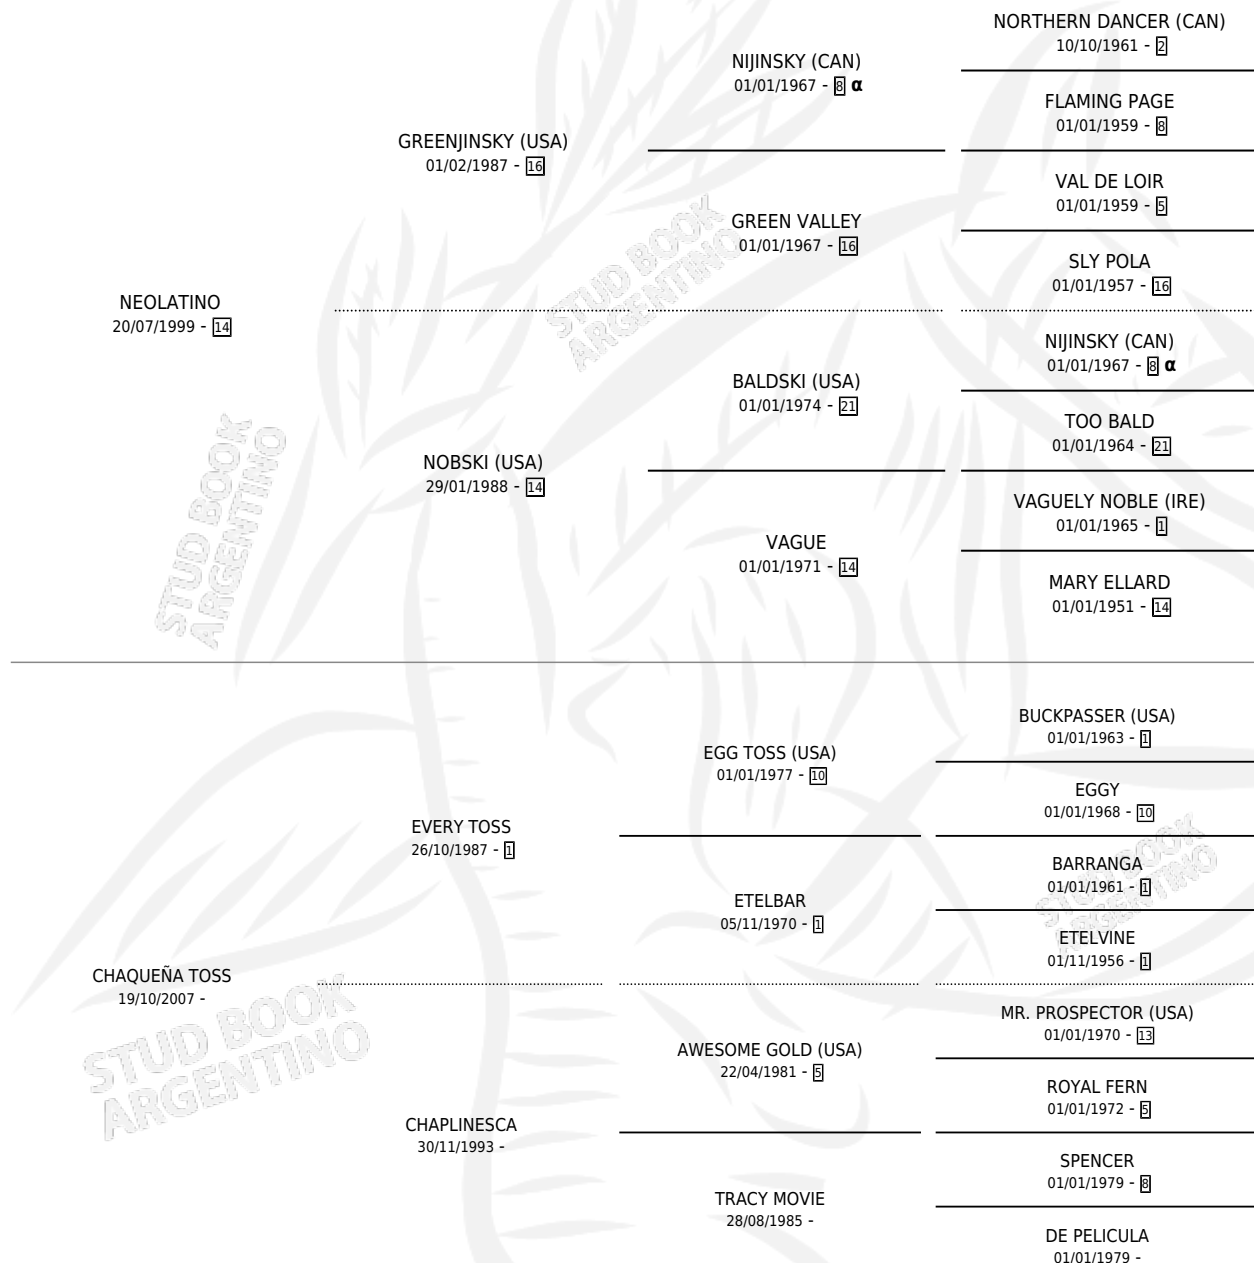 NORTHERN DANCER (CAN)
10/10/1961 - 2
NIJINSKY (CAN)
01/01/1967 - 8 α
FLAMING PAGE
01/01/1959 - 8
GREENJINSKY (USA)
01/02/1987 - 16
VAL DE LOIR
01/01/1959 - 5
GREEN VALLEY
01/01/1967 - 16
SLY POLA
01/01/1957 - 16
STUD BOOK
ARGENTINO
NEOLATINO
20/07/1999 - 14
NIJINSKY (CAN)
01/01/1967 - 8 α
BALDSKI (USA)
01/01/1974 - 21
TOO BALD
01/01/1964 - 21
NOBSKI (USA)
29/01/1988 - 14
VAGUELY NOBLE (IRE)
01/01/1965 - 1
STUD BOOK
ARGENTINO
VAGUE
01/01/1971 - 14
MARY ELLARD
01/01/1951 - 14
BUCKPASSER (USA)
01/01/1963 - 1
EGG TOSS (USA)
01/01/1977 - 10
EGGY
01/01/1968 - 10
EVERY TOSS
26/10/1987 - 1
BARRANGA
01/01/1961 - 1
STUD BOOK
ARGENTINO
ETELBAR
05/11/1970 - 1
ETELVINE
01/11/1956 - 1
CHAQUEÑA TOSS
19/10/2007 -
STUD BOOK
ARGENTINO
MR. PROSPECTOR (USA)
01/01/1970 - 13
AWESOME GOLD (USA)
22/04/1981 - 5
ROYAL FERN
01/01/1972 - 5
CHAPLINESCA
30/11/1993 -
SPENCER
01/01/1979 - 8
TRACY MOVIE
28/08/1985 -
DE PELICULA
01/01/1979 -